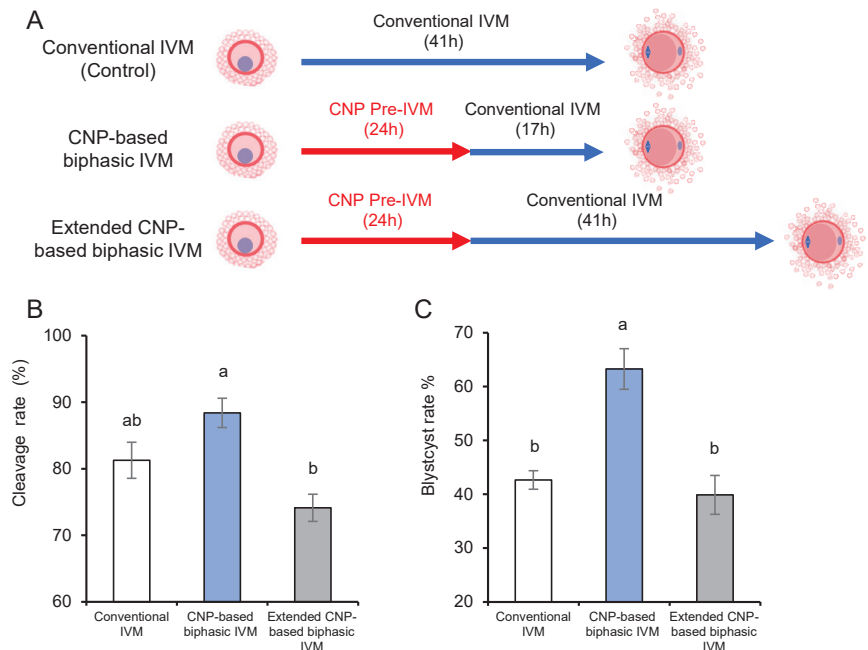 A
Conventional IVM
(Control)
Conventional IVM
(41h)
CNP-based
biphasic IVM
CNP Pre-IVM
(24h)
Conventional IVM
(17h)
Extended CNP-
based biphasic IVM
CNP Pre-IVM
(24h)
Conventional IVM
(41h)
B
Cleavage rate (%)
100
90
80
70
60
ab
a
b
Conventional
IVM
CNP-based
biphasic IVM
Extended CNP-
based biphasic
IVM
C
Blystcyst rate %
70
60
50
40
30
20
b
a
b
Conventional
IVM
CNP-based
biphasic IVM
Extended CNP-
based biphasic IVM